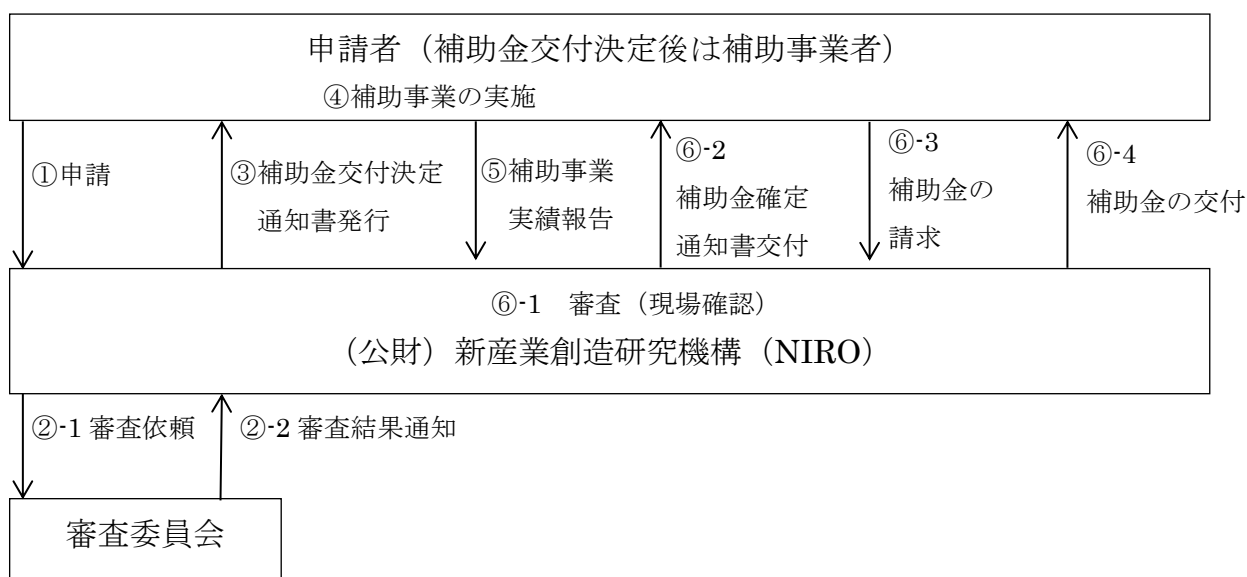 申請者（補助金交付決定後は補助事業者）
④補助事業の実施
①申請
③補助金交付決定
通知書発行
⑤補助事業
実績報告
⑥-2
補助金確定
通知書交付
⑥-3
補助金の
請求
⑥-4
補助金の交付
⑥-1　審査（現場確認）
（公財）新産業創造研究機構（NIRO）
②-1 審査依頼
②-2 審査結果通知
審査委員会